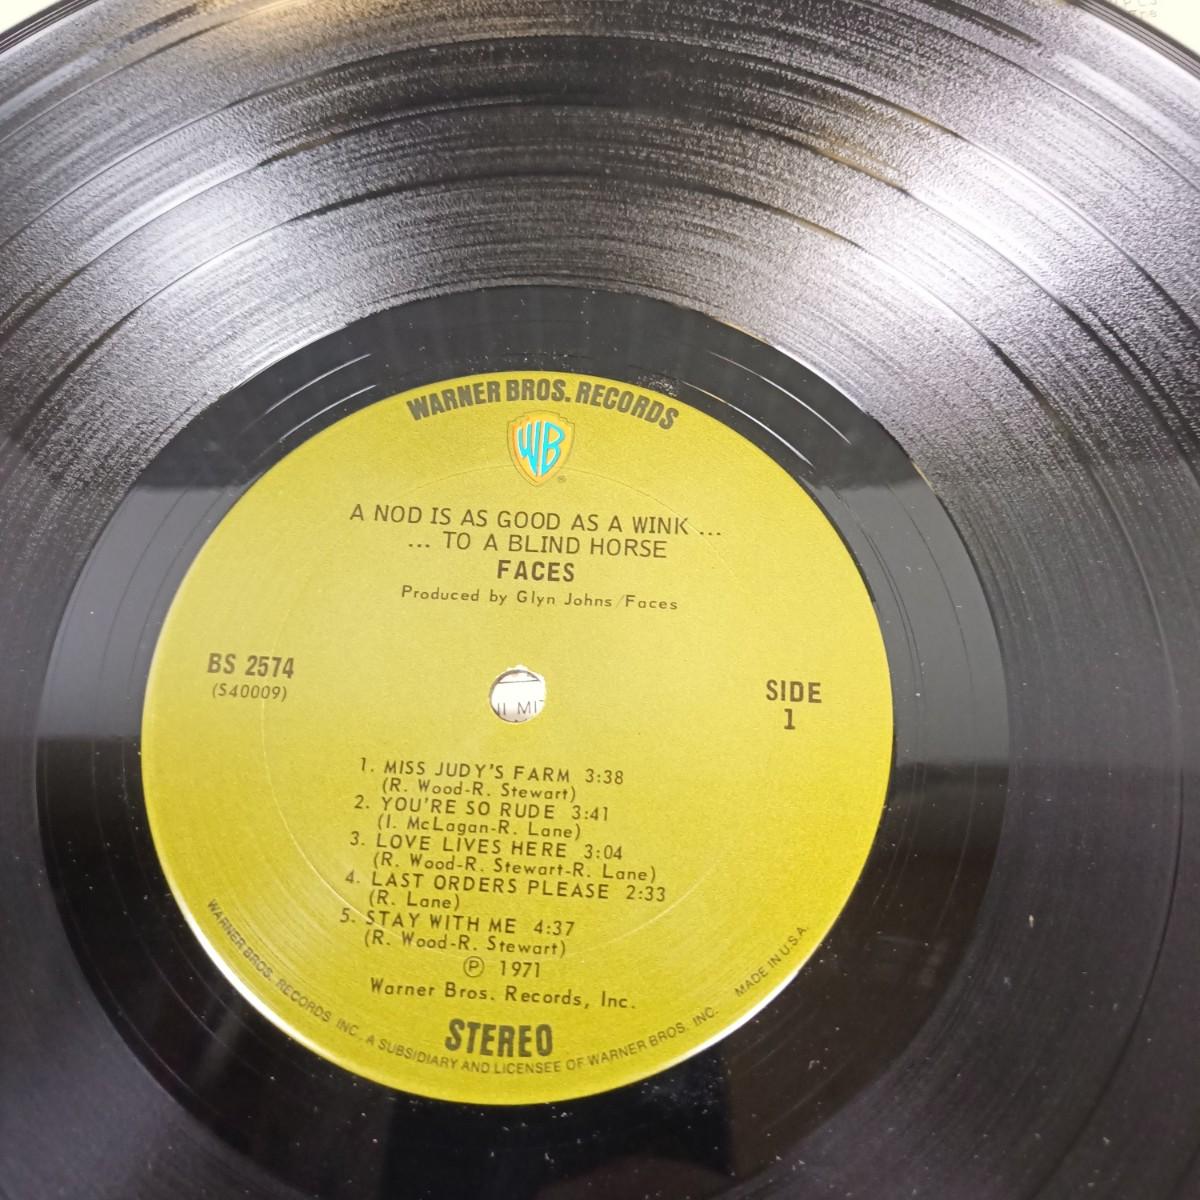 WARNER BROS. RECORDS
WB
®
A NOD IS AS GOOD AS A WINK ...
... TO A BLIND HORSE
FACES
Produced by Glyn Johns/Faces
BS 2574
(S40009)
SIDE
1
1. MISS JUDY'S FARM 3:38
(R. Wood-R. Stewart)
2. YOU'RE SO RUDE 3:41
(I. McLagan-R. Lane)
3. LOVE LIVES HERE 3:04
(R. Wood-R. Stewart-R. Lane)
4. LAST ORDERS PLEASE 2:33
(R. Lane)
5. STAY WITH ME 4:37
(R. Wood-R. Stewart)
Ⓟ 1971
Warner Bros. Records, Inc.
STEREO
WARNER BROS. RECORDS INC., A SUBSIDIARY AND LICENSEE OF WARNER BROS. INC. MADE IN U.S.A.